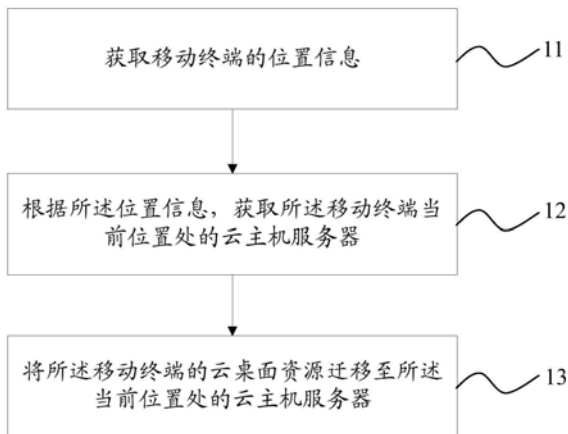 获取移动终端的位置信息
11
根据所述位置信息，获取所述移动终端当
前位置处的云主机服务器
12
将所述移动终端的云桌面资源迁移至所述
当前位置处的云主机服务器
13